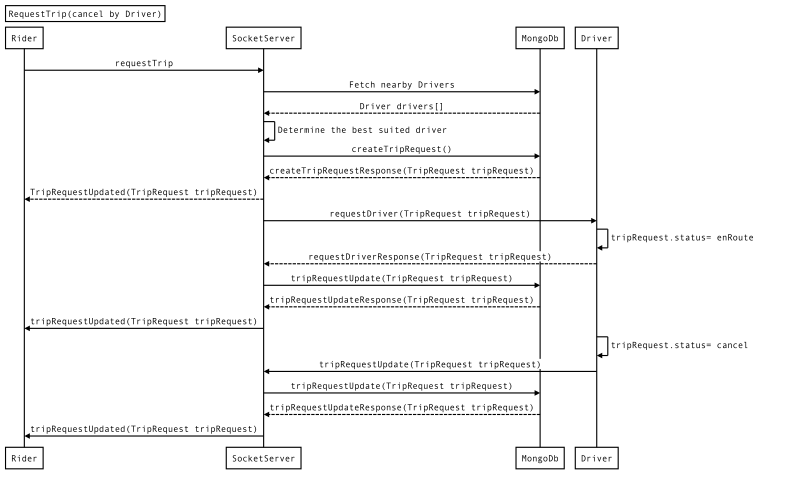 RequestTrip(cancel by Driver)
Rider
SocketServer
MongoDb
Driver
requestTrip
Fetch nearby Drivers
Driver drivers[]
Determine the best suited driver
createTripRequest()
createTripRequestResponse(TripRequest tripRequest)
TripRequestUpdated(TripRequest tripRequest)
requestDriver(TripRequest tripRequest)
tripRequest.status= enRoute
requestDriverResponse(TripRequest tripRequest)
tripRequestUpdate(TripRequest tripRequest)
tripRequestUpdateResponse(TripRequest tripRequest)
tripRequestUpdated(TripRequest tripRequest)
tripRequest.status= cancel
tripRequestUpdate(TripRequest tripRequest)
tripRequestUpdate(TripRequest tripRequest)
tripRequestUpdateResponse(TripRequest tripRequest)
tripRequestUpdated(TripRequest tripRequest)
Rider
SocketServer
MongoDb
Driver